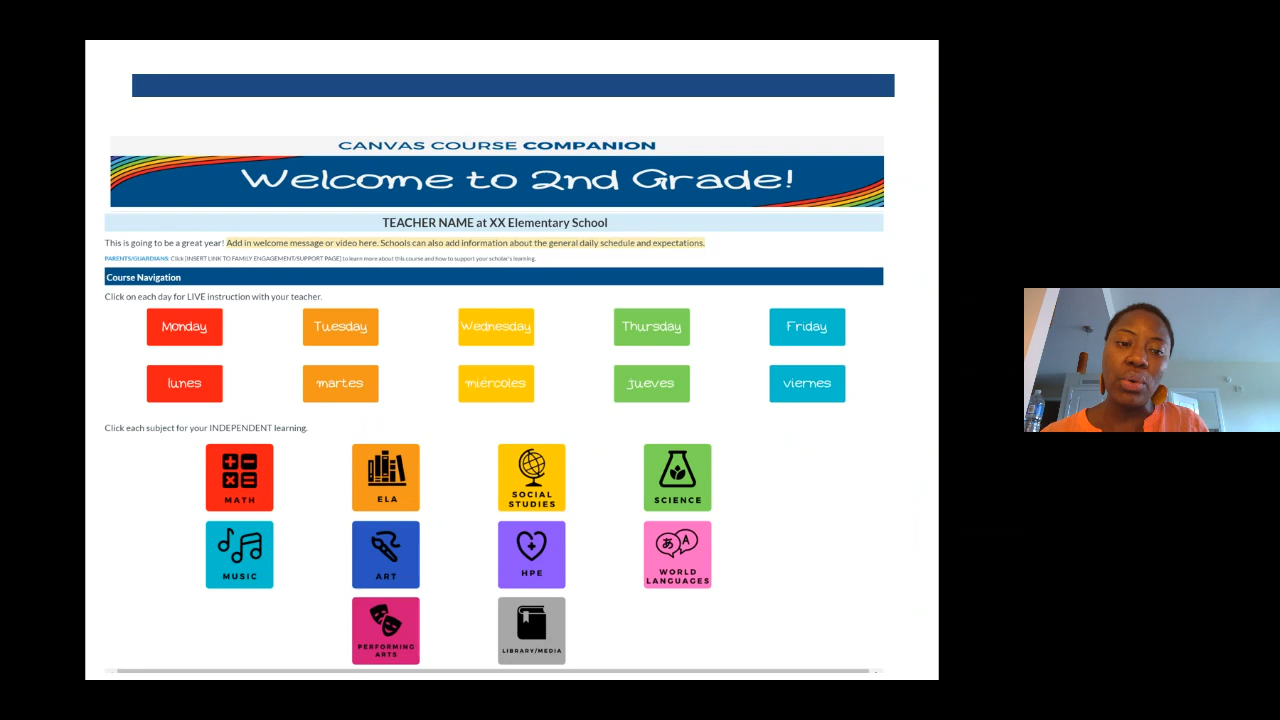 CANVAS COURSE COMPANION
Welcome to 2nd Grade!
TEACHER NAME at XX Elementary School
This is going to be a great year! Add in welcome message or video here. Schools can also add information about the general daily schedule and expectations.
PARENTS/GUARDIANS: Click [INSERT LINK TO FAMILY ENGAGEMENT/SUPPORT PAGE] to learn more about this course and how to support your scholar's learning.
Course Navigation
Click on each day for LIVE instruction with your teacher.
Monday Tuesday Wednesday Thursday Friday
lunes martes miércoles jueves viernes
Click each subject for your INDEPENDENT learning.
MATH
ELA
SOCIAL
STUDIES
SCIENCE
MUSIC
ART
HPE
あ A
WORLD
LANGUAGES
PERFORMING
ARTS
LIBRARY/MEDIA